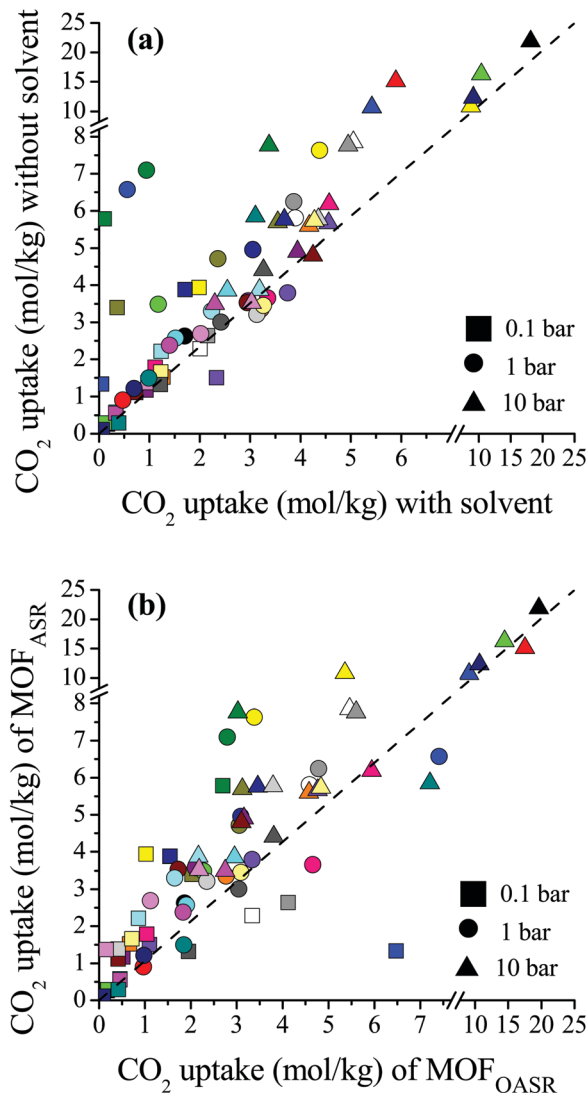 (a)
CO2 uptake (mol/kg) without solvent
25
20
15
10
8
7
6
5
4
3
2
1
0
0.1 bar
1 bar
10 bar
0 1 2 3 4 5 6 10 15 20 25
CO2 uptake (mol/kg) with solvent
(b)
CO2 uptake (mol/kg) of MOFASR
25
20
15
10
8
7
6
5
4
3
2
1
0
0.1 bar
1 bar
10 bar
0 1 2 3 4 5 6 7 10 15 20 25
CO2 uptake (mol/kg) of MOFOASR